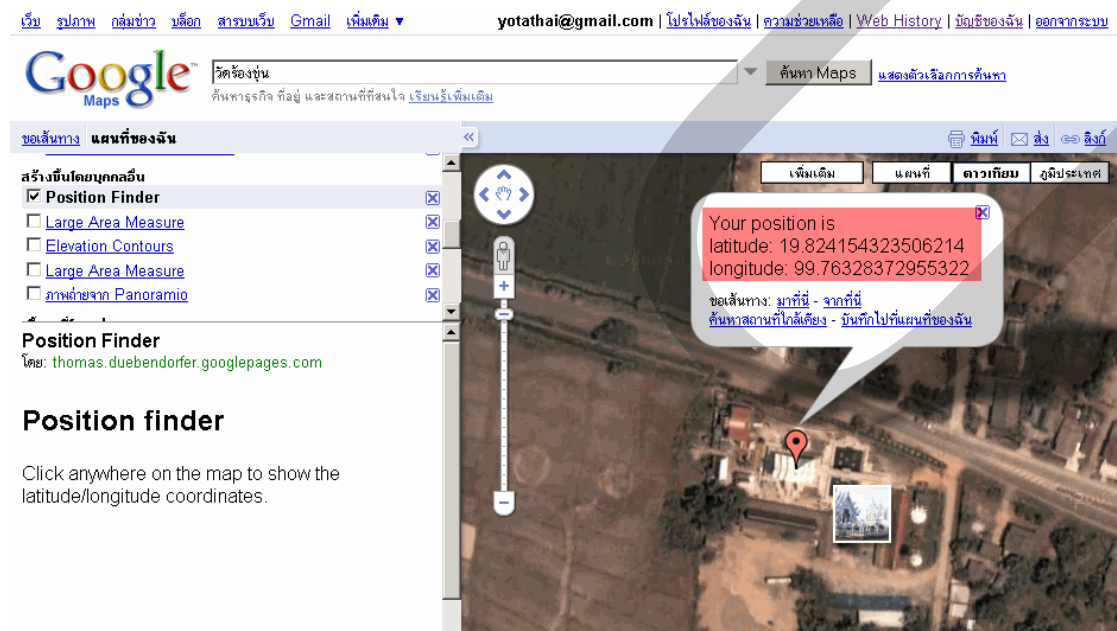 เว็บ รูปภาพ กลุ่มข่าว บล็อก สารบบเว็บ Gmail เพิ่มเติม ▼ yotathai@gmail.com | โปรไฟล์ของฉัน | ความช่วยเหลือ | Web History | บัญชีของฉัน | ออกจากระบบ
Google Maps
วัดร้องขุ่น ค้นหา Maps แสดงตัวเลือกการค้นหา
ค้นหาธุรกิจ ที่อยู่ และสถานที่ที่สนใจ เรียนรู้เพิ่มเติม
ขอเส้นทาง แผนที่ของฉัน « พิมพ์ ส่ง ลิงก์
เพิ่มเติม แผนที่ ดาวเทียม ภูมิประเทศ
สร้างขึ้นโดยบุคคลอื่น
Position Finder
Large Area Measure
Elevation Contours
Large Area Measure
ภาพถ่ายจาก Panoramio
Position Finder
โดย: thomas.duebendorfer.googlepages.com
Position finder
Click anywhere on the map to show the
latitude/longitude coordinates.
Your position is
latitude: 19.824154323506214
longitude: 99.76328372955322
ขอเส้นทาง: มาที่นี่ - จากที่นี่
ค้นหาสถานที่ใกล้เคียง - บันทึกไปที่แผนที่ของฉัน